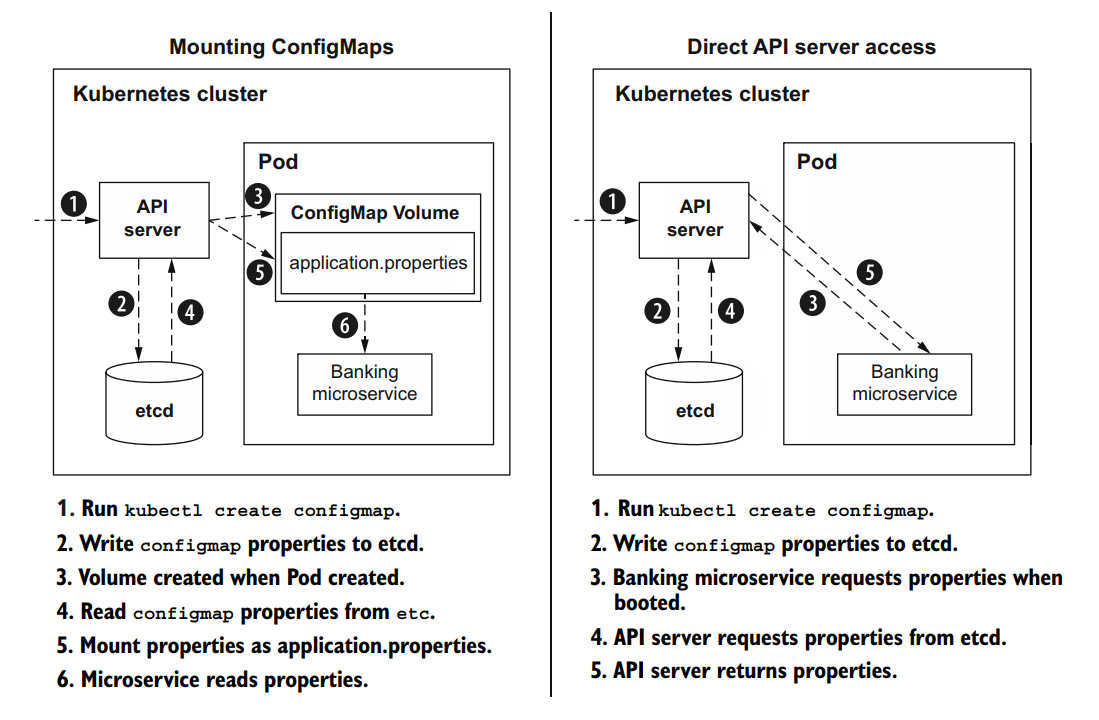 Mounting ConfigMaps
Kubernetes cluster
Pod
1
API
server
3
ConfigMap Volume
5
application.properties
2
4
6
etcd
Banking
microservice
1. Run kubectl create configmap.
2. Write configmap properties to etcd.
3. Volume created when Pod created.
4. Read configmap properties from etc.
5. Mount properties as application.properties.
6. Microservice reads properties.
Direct API server access
Kubernetes cluster
Pod
1
API
server
5
3
2
4
etcd
Banking
microservice
1. Run kubectl create configmap.
2. Write configmap properties to etcd.
3. Banking microservice requests properties when
booted.
4. API server requests properties from etcd.
5. API server returns properties.